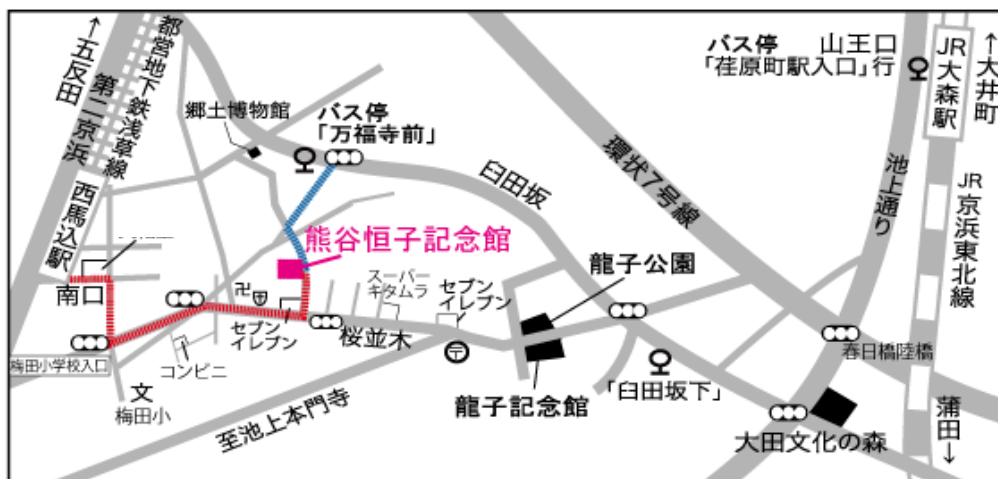 ↑五反田
第二京浜
都営地下鉄浅草線
西馬込駅
南口
郷土博物館
バス停
「万福寺前」
臼田坂
環状7号線
バス停 山王口
「荏原町駅入口」行
JR大森駅
↑大井町
池上通り
JR京浜東北線
熊谷恒子記念館
スーパー
キタムラ
セブン
イレブン
龍子公園
卍
セブン
イレブン
桜並木
〒
梅田小学校入口
コンビニ
文
梅田小
至池上本門寺
龍子記念館
「臼田坂下」
春日橋陸橋
大田文化の森
蒲田↓